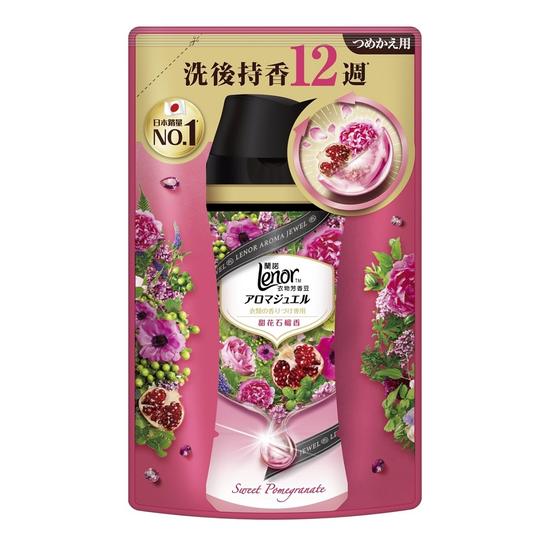 つめかえ用
洗後持香12週*
日本銷量*
NO.1
LENOR AROMA JEWEL
蘭諾
Lenor™
衣物芳香豆
アロマジュエル
衣類の香りづけ専用
甜花石榴香
JEWEL
Sweet Pomegranate